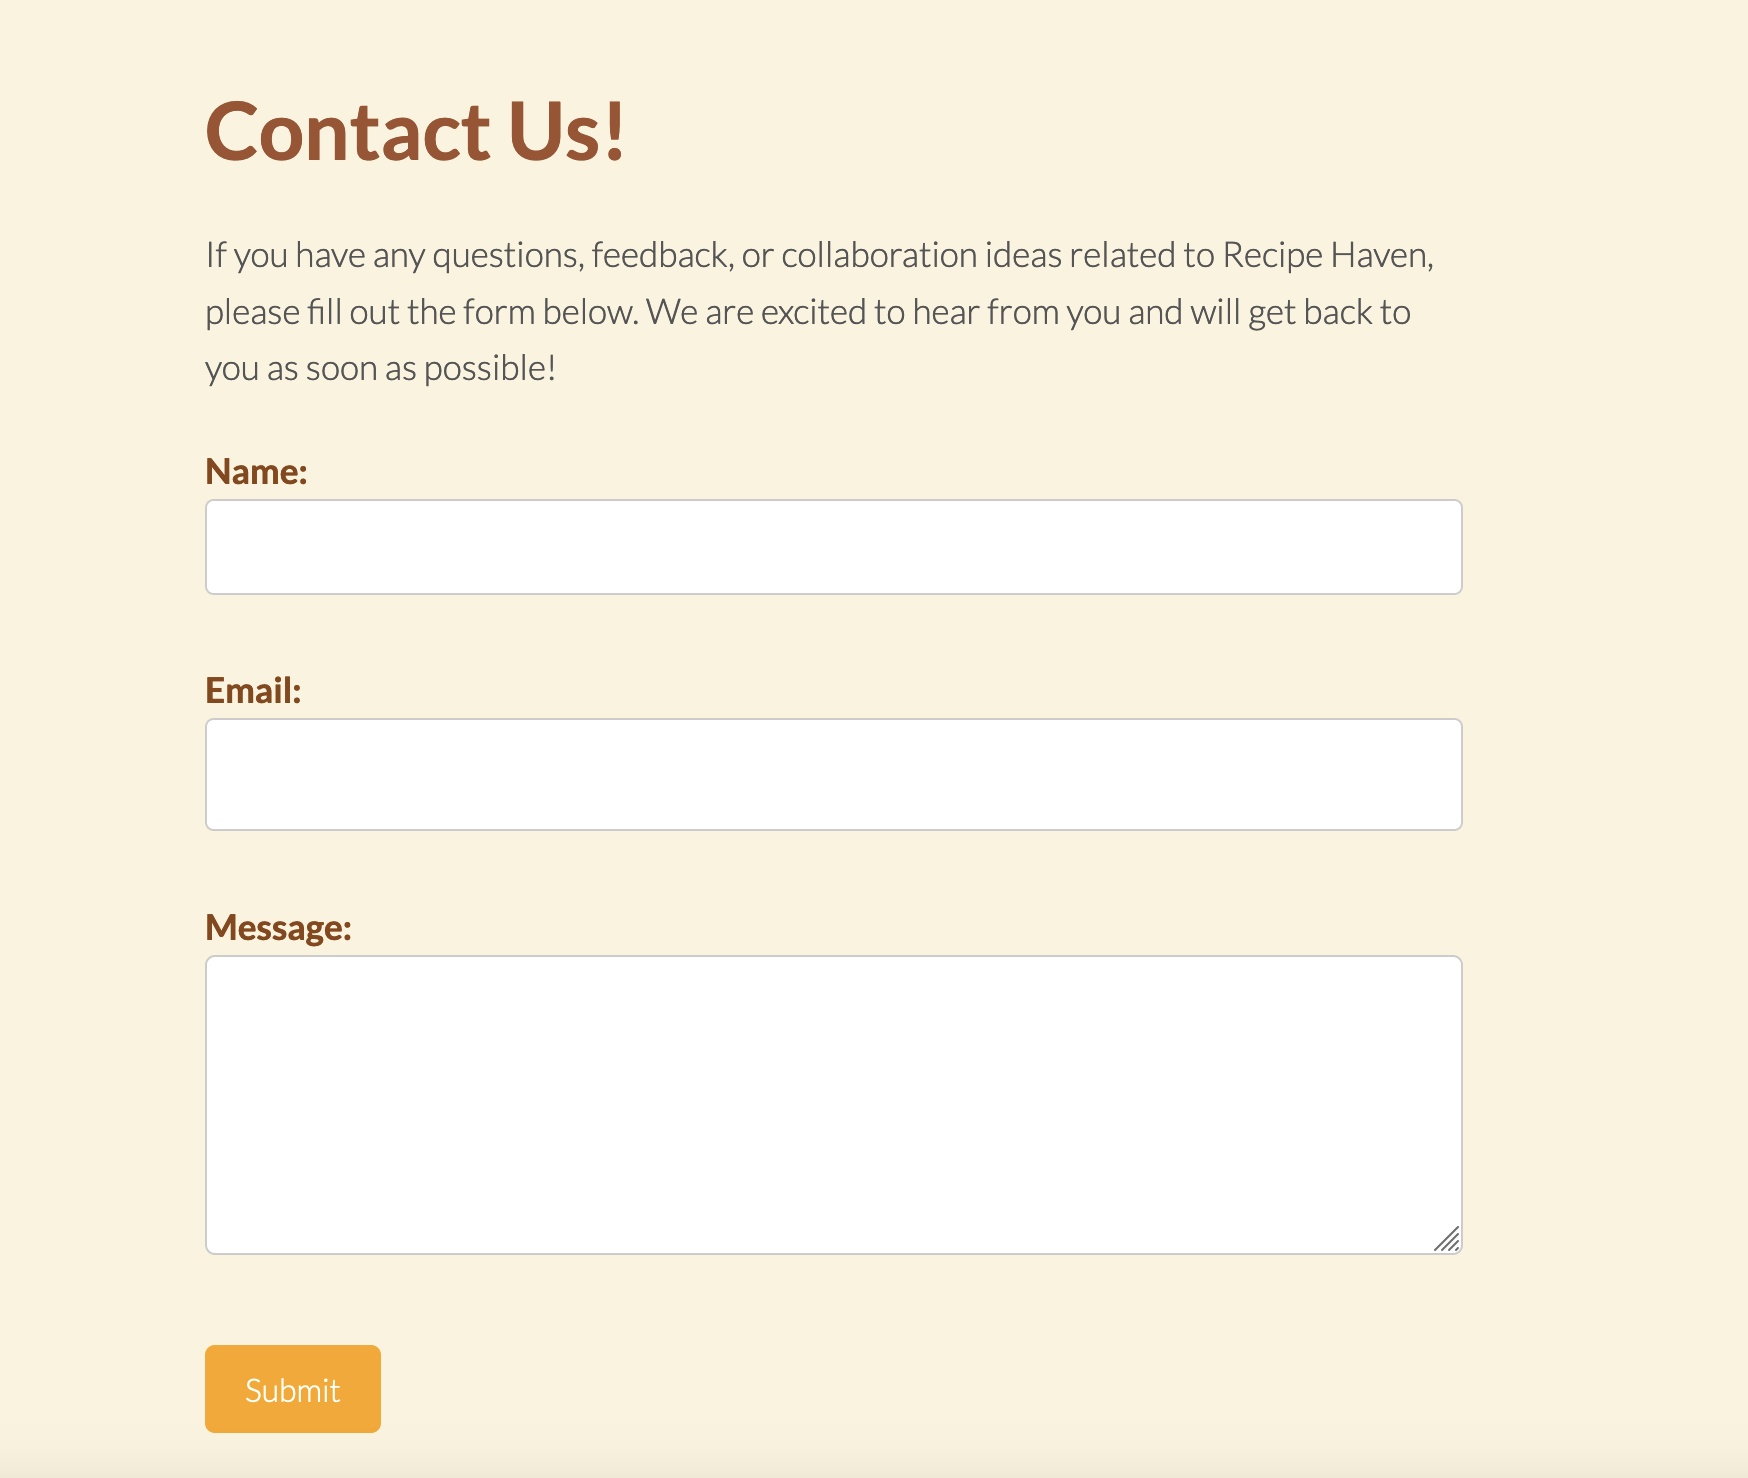 Contact Us!
If you have any questions, feedback, or collaboration ideas related to Recipe Haven,
please fill out the form below. We are excited to hear from you and will get back to
you as soon as possible!
Name:
Email:
Message:
Submit